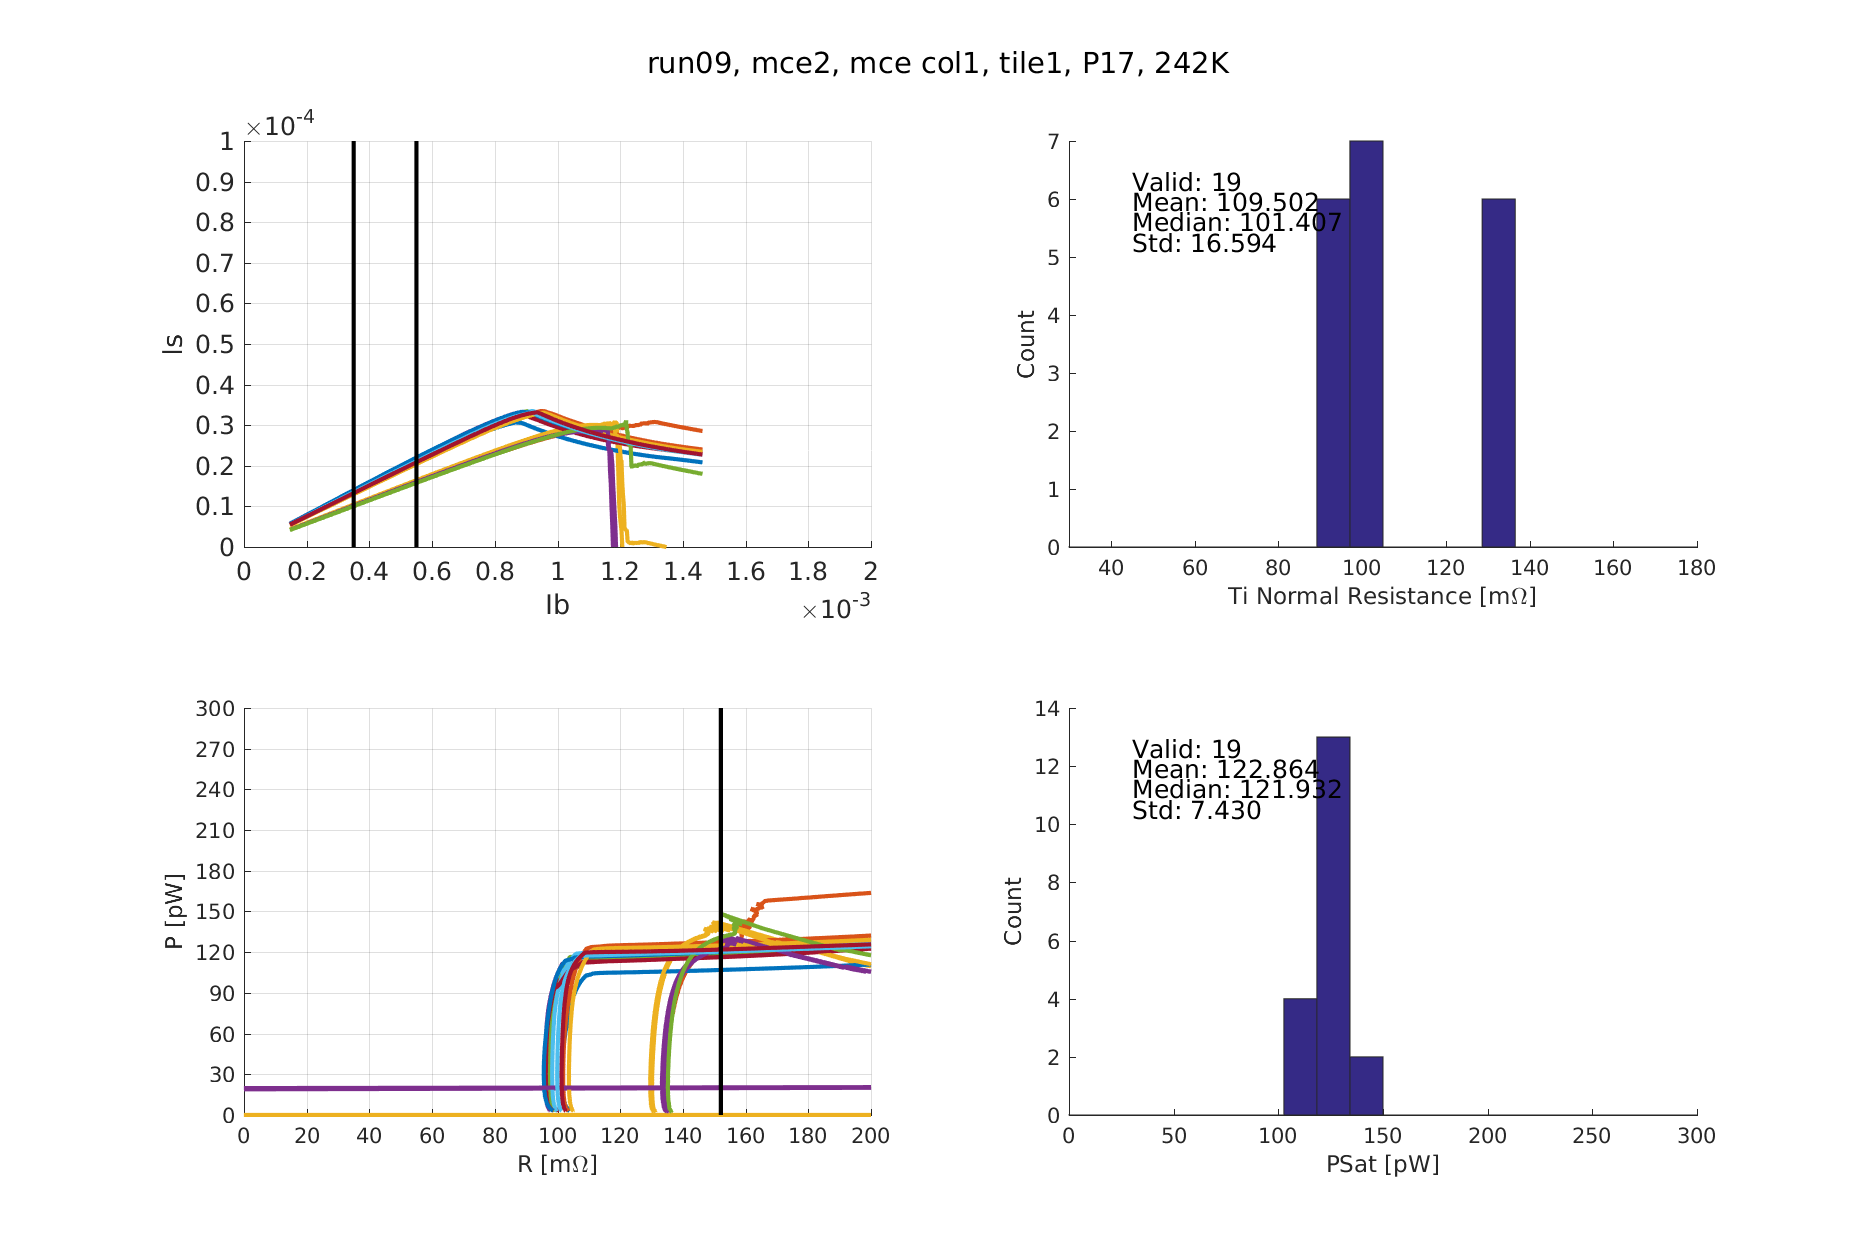 run09, mce2, mce col1, tile1, P17, 242K
×10-4
1
0.9
0.8
0.7
0.6
0.5
0.4
0.3
0.2
0.1
0
Is
0 0.2 0.4 0.6 0.8 1 1.2 1.4 1.6 1.8 2
Ib
×10-3
7
6
5
4
3
2
1
0
Count
Valid: 19
Mean: 109.502
Median: 101.407
Std: 16.594
40 60 80 100 120 140 160 180
Ti Normal Resistance [mΩ]
300
270
240
210
180
150
120
90
60
30
0
P [pW]
0 20 40 60 80 100 120 140 160 180 200
R [mΩ]
14
12
10
8
6
4
2
0
Count
Valid: 19
Mean: 122.864
Median: 121.932
Std: 7.430
0 50 100 150 200 250 300
PSat [pW]